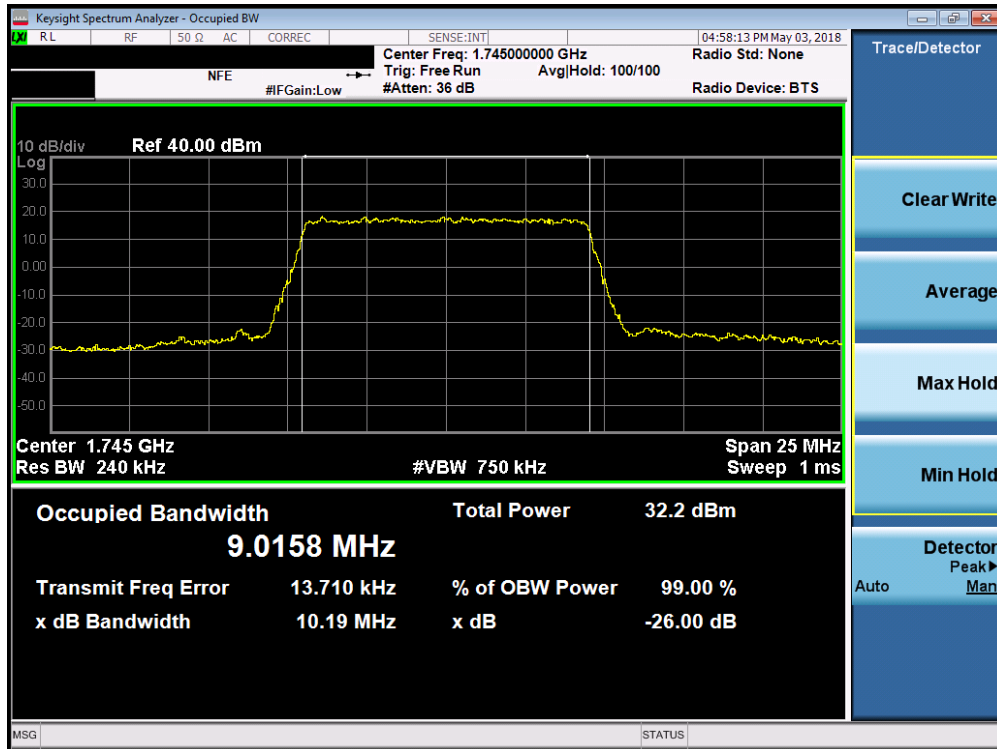 Keysight Spectrum Analyzer - Occupied BW
LXI RL RF 50 Ω AC CORREC SENSE:INT 04:58:13 PM May 03, 2018
Center Freq: 1.745000000 GHz Radio Std: None
NFE Trig: Free Run Avg|Hold: 100/100
#IFGain:Low #Atten: 36 dB Radio Device: BTS
Trace/Detector
10 dB/div Ref 40.00 dBm
Log
30.0
20.0
10.0
0.00
-10.0
-20.0
-30.0
-40.0
-50.0
Center 1.745 GHz Span 25 MHz
Res BW 240 kHz #VBW 750 kHz Sweep 1 ms
Occupied Bandwidth Total Power 32.2 dBm
9.0158 MHz
Transmit Freq Error 13.710 kHz % of OBW Power 99.00 %
x dB Bandwidth 10.19 MHz x dB -26.00 dB
Clear Write
Average
Max Hold
Min Hold
Detector
Peak▶
Auto Man
MSG STATUS